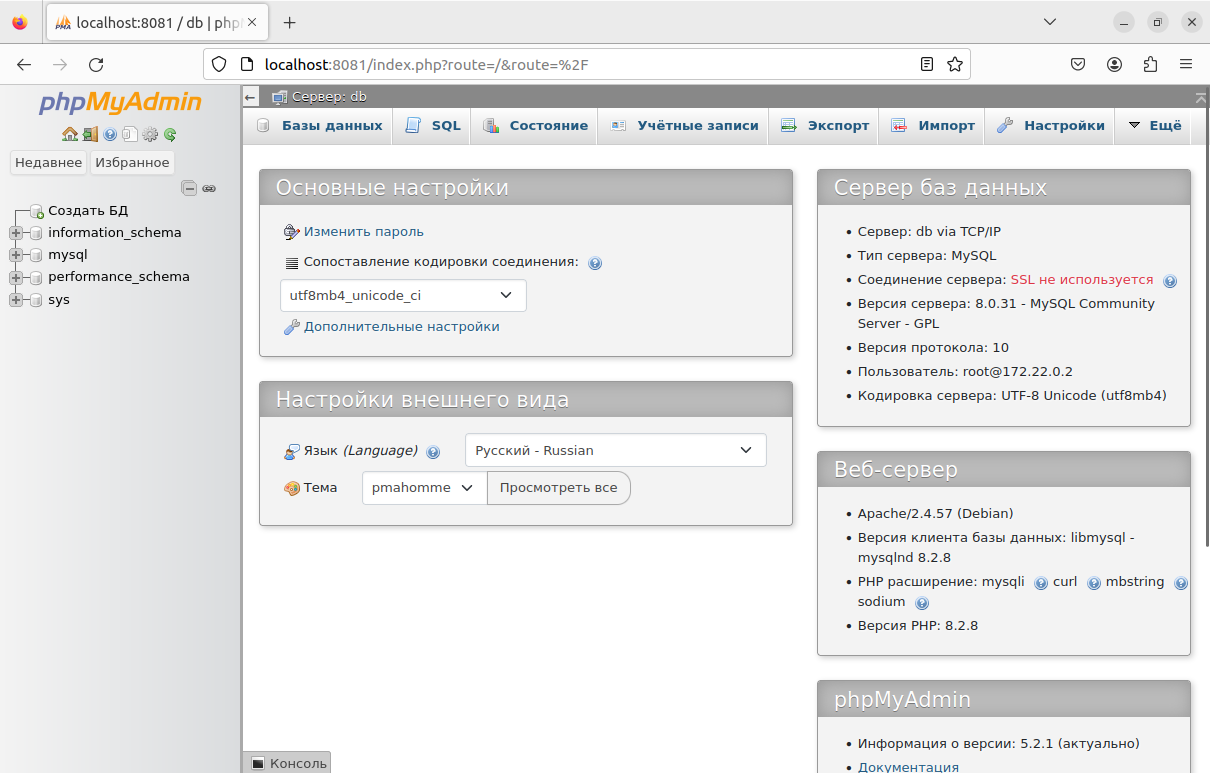 localhost:8081 / db | php
localhost:8081/index.php?route=/&route=%2F
phpMyAdmin
Недавнее Избранное
Создать БД
information_schema
mysql
performance_schema
sys
Сервер: db
Базы данных SQL Состояние Учётные записи Экспорт Импорт Настройки Ещё
Основные настройки
Изменить пароль
Сопоставление кодировки соединения:
utf8mb4_unicode_ci
Дополнительные настройки
Настройки внешнего вида
Язык (Language) Русский - Russian
Тема pmahomme Просмотреть все
Сервер баз данных
Сервер: db via TCP/IP
Тип сервера: MySQL
Соединение сервера: SSL не используется
Версия сервера: 8.0.31 - MySQL Community
Server - GPL
Версия протокола: 10
Пользователь: root@172.22.0.2
Кодировка сервера: UTF-8 Unicode (utf8mb4)
Веб-сервер
Apache/2.4.57 (Debian)
Версия клиента базы данных: libmysql -
mysqlnd 8.2.8
PHP расширение: mysqli curl mbstring
sodium
Версия PHP: 8.2.8
phpMyAdmin
Информация о версии: 5.2.1 (актуально)
Документация
Консоль